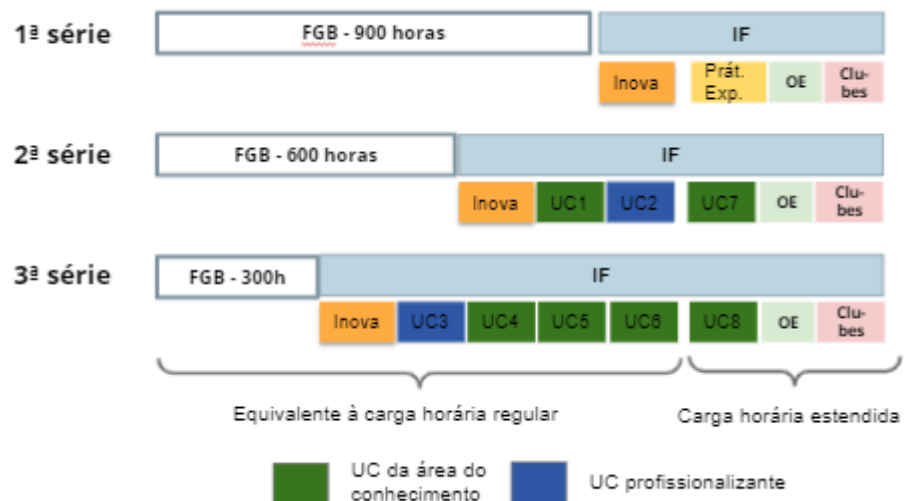 1ª série
FGB - 900 horas
IF
Inova
Prát.
Exp.
OE
Clu-
bes
2ª série
FGB - 600 horas
IF
Inova
UC1
UC2
UC7
OE
Clu-
bes
3ª série
FGB - 300h
IF
Inova
UC3
UC4
UC5
UC6
UC8
OE
Clu-
bes
Equivalente à carga horária regular
Carga horária estendida
UC da área do
conhecimento
UC profissionalizante